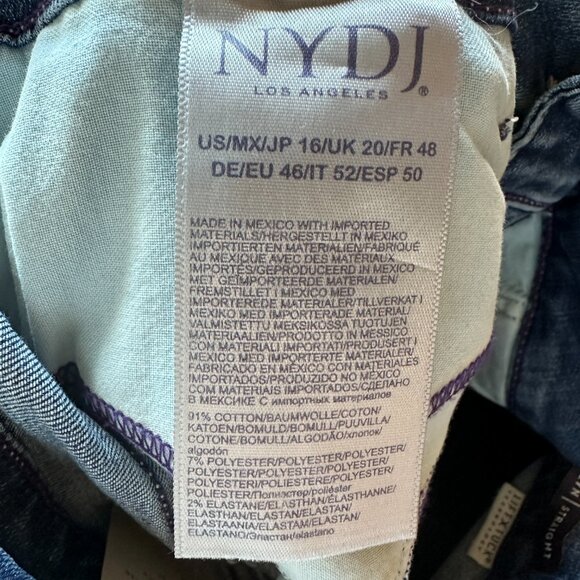 NYDJ®
LOS ANGELES
US/MX/JP 16/UK 20/FR 48
DE/EU 46/IT 52/ESP 50
MADE IN MEXICO WITH IMPORTED
MATERIALS/HERGESTELLT IN MEXIKO
IMPORTIERTEN MATERIALIEN/FABRIQUÉ
AU MEXIQUE AVEC DES MATÉRIAUX
IMPORTÉS/GEPRODUCEERD IN MEXICO
MET GEÏMPORTEERDE MATERIALEN/
FREMSTILLET I MEXICO MED
IMPORTEREDE MATERIALER/TILLVERKAT I
MEXICO MED IMPORTERADE MATERIAL/
VALMISTETTU MEKSIKOSSA TUOTUJEN
MATERIAALIEN/PRODOTTO IN MESSICO
CON MATERIALI IMPORTATI/PRODUSERT I
MEXICO MED IMPORTERTE MATERIALER/
FABRICADO EN MÉXICO CON MATERIALES
IMPORTADOS/PRODUZIDO NO MÉXICO
COM MATERIAIS IMPORTADOS/СДЕЛАНО
В МЕКСИКЕ С импортных материалов
91% COTTON/BAUMWOLLE/COTON/
KATOEN/BOMULD/BOMULL/PUUVILLA/
COTONE/BOMULL/ALGODÃO/хлопок/
algodón
7% POLYESTER/POLYESTER/POLYESTER/
POLYESTER/POLYESTER/POLYESTER/
POLYESTERI/POLIESTERE/POLYESTER/
POLIÉSTER/Полиэстер/poliéster
2% ELASTANE/ELASTHAN/ÉLASTHANNE/
ELASTHAN/ELASTAN/ELASTAN/
ELASTAANIA/ELASTAN/ELASTAN/
ELASTANO/Эластан/elastano
STRAIGHT